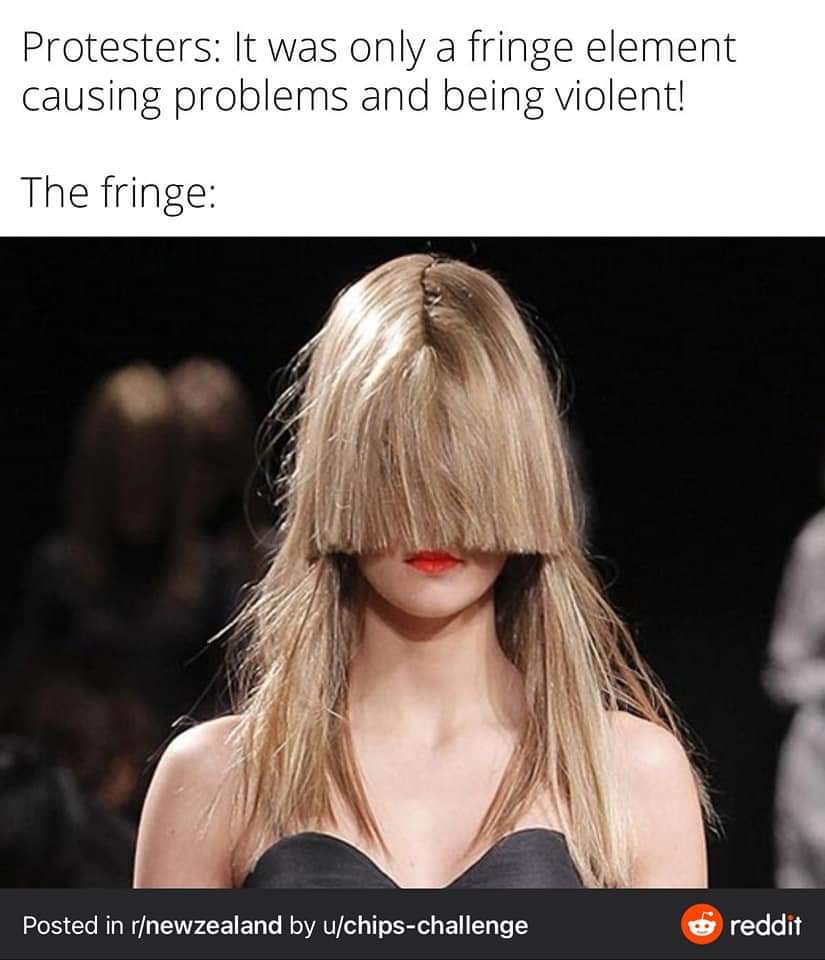 Protesters: It was only a fringe element
causing problems and being violent!
The fringe:
Posted in r/newzealand by u/chips-challenge
reddit